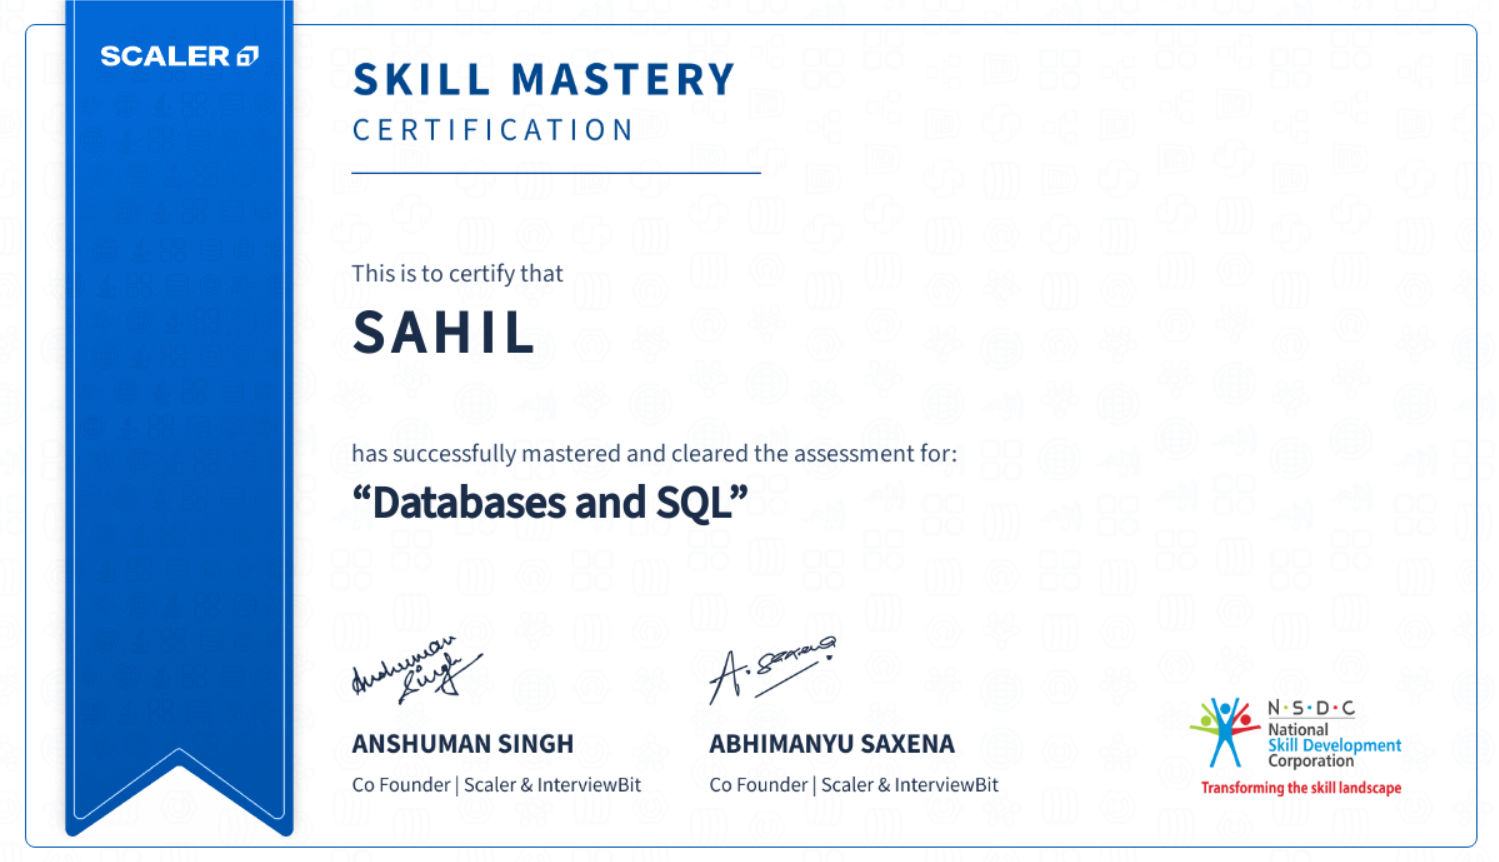 SCALER
SKILL MASTERY
CERTIFICATION
This is to certify that
SAHIL
has successfully mastered and cleared the assessment for:
“Databases and SQL”
Anshuman
Singh
A. Saxena
ANSHUMAN SINGH
Co Founder | Scaler & InterviewBit
ABHIMANYU SAXENA
Co Founder | Scaler & InterviewBit
N·S·D·C
National
Skill Development
Corporation
Transforming the skill landscape